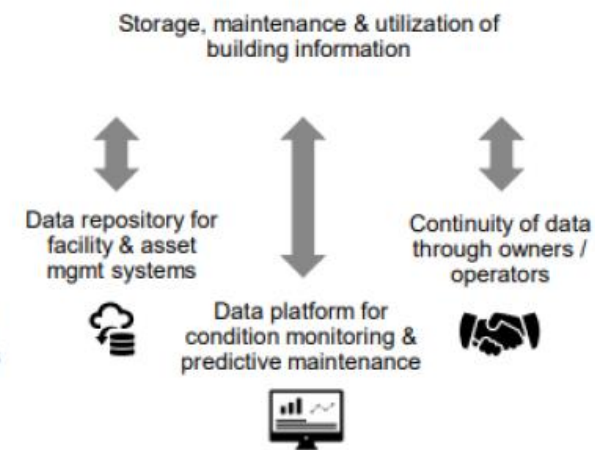 Storage, maintenance & utilization of
building information
Data repository for
facility & asset
mgmt systems
Data platform for
condition monitoring &
predictive maintenance
Continuity of data
through owners /
operators